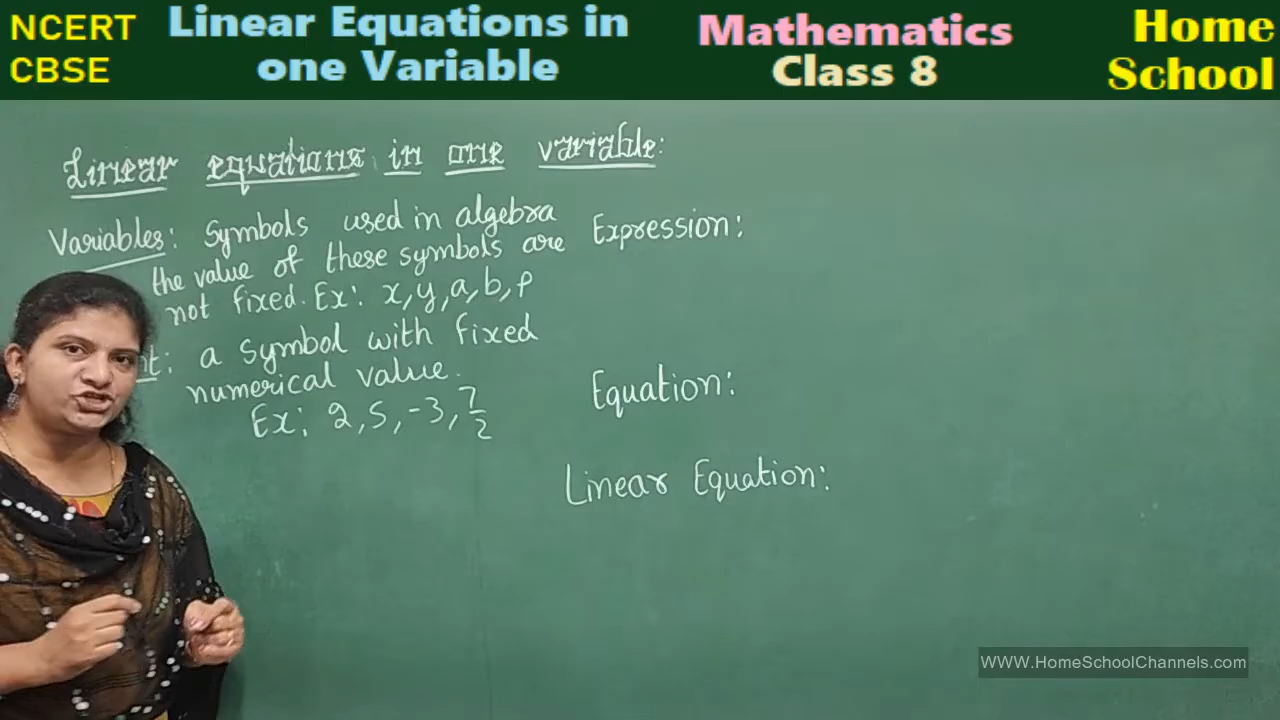 NCERT
CBSE
Linear Equations in
one Variable
Mathematics
Class 8
Home
School
Linear equations in one variable:
Variables: Symbols used in algebra
the value of these symbols are
not fixed. Ex: x, y, a, b, p
nt: a symbol with fixed
numerical value.
Ex: 2, 5, -3, 7/2
Expression:
Equation:
Linear Equation:
WWW.HomeSchoolChannels.com